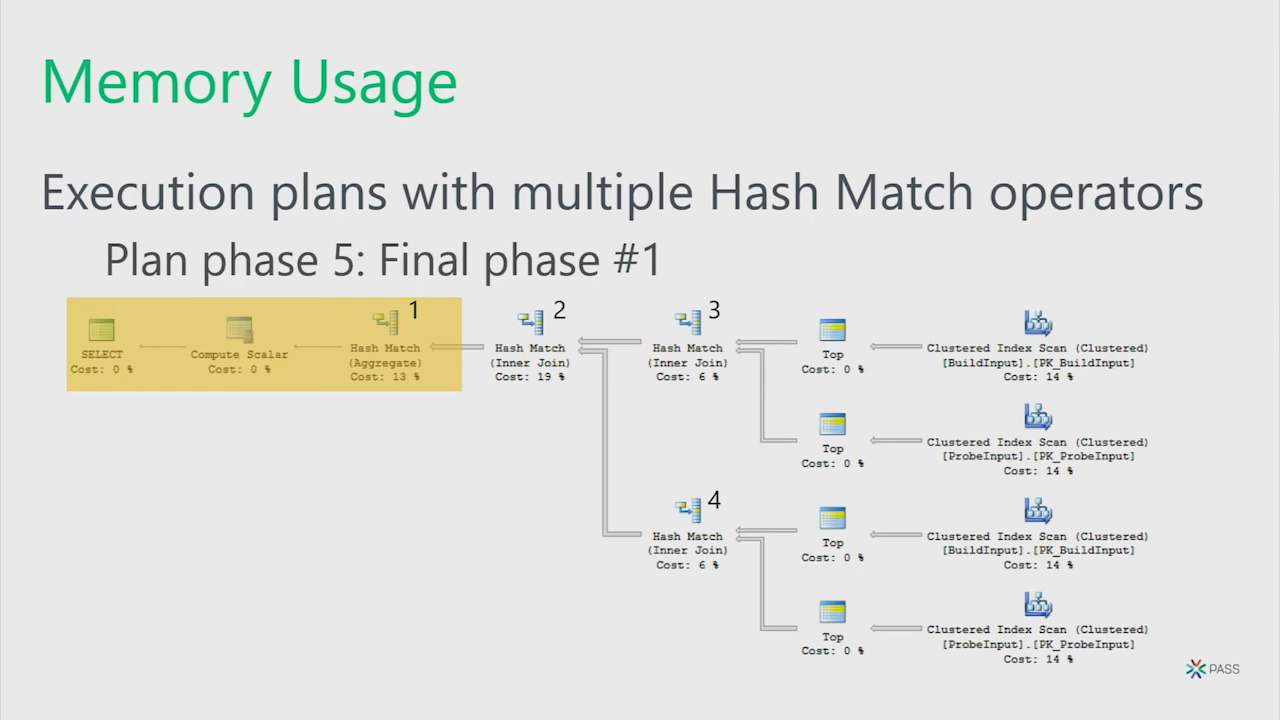 Memory Usage
Execution plans with multiple Hash Match operators
Plan phase 5: Final phase #1
1
2
3
SELECT
Cost: 0 %
Compute Scalar
Cost: 0 %
Hash Match
(Aggregate)
Cost: 13 %
Hash Match
(Inner Join)
Cost: 19 %
Hash Match
(Inner Join)
Cost: 6 %
Top
Cost: 0 %
Clustered Index Scan (Clustered)
[BuildInput].[PK_BuildInput]
Cost: 14 %
Top
Cost: 0 %
Clustered Index Scan (Clustered)
[ProbeInput].[PK_ProbeInput]
Cost: 14 %
4
Hash Match
(Inner Join)
Cost: 6 %
Top
Cost: 0 %
Clustered Index Scan (Clustered)
[BuildInput].[PK_BuildInput]
Cost: 14 %
Top
Cost: 0 %
Clustered Index Scan (Clustered)
[ProbeInput].[PK_ProbeInput]
Cost: 14 %
PASS